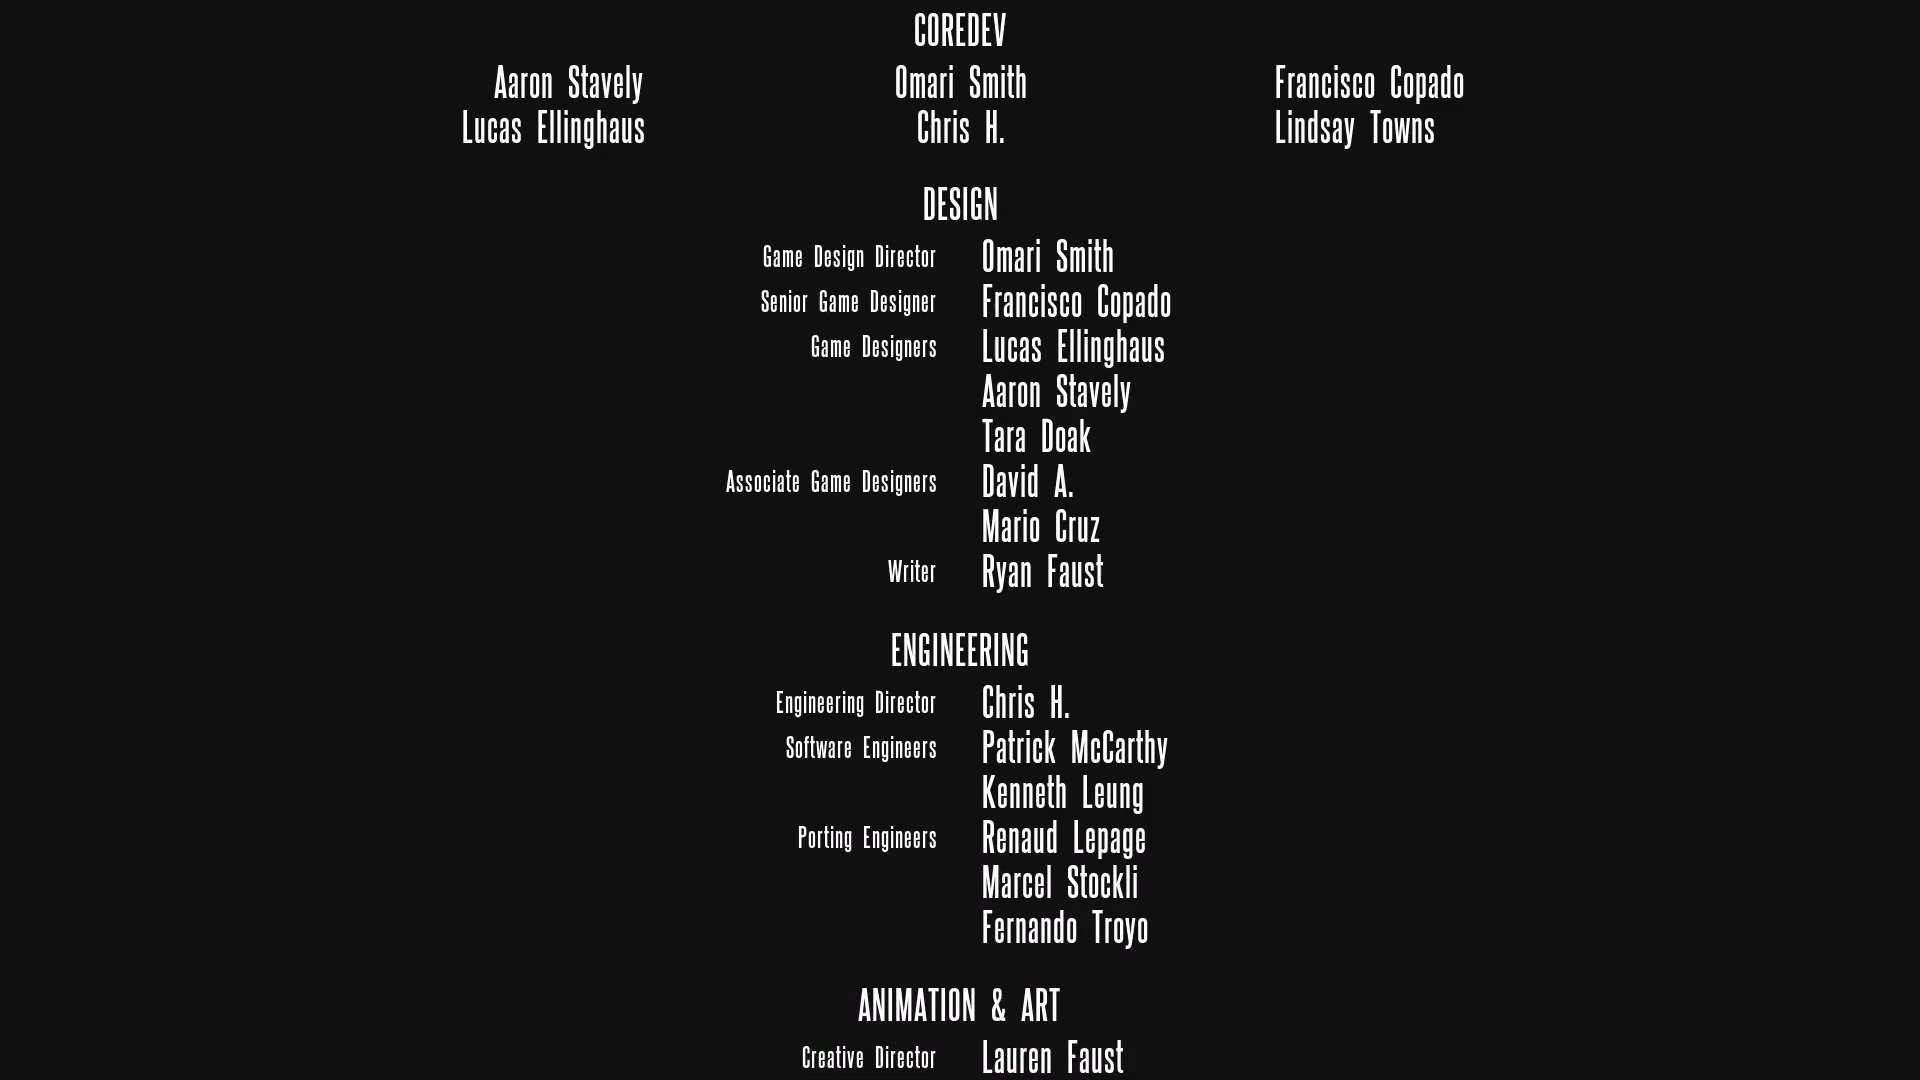 COREDEV
Aaron Stavely Omari Smith Francisco Copado
Lucas Ellinghaus Chris H. Lindsay Towns
DESIGN
Game Design Director Omari Smith
Senior Game Designer Francisco Copado
Game Designers Lucas Ellinghaus
Aaron Stavely
Tara Doak
Associate Game Designers David A.
Mario Cruz
Writer Ryan Faust
ENGINEERING
Engineering Director Chris H.
Software Engineers Patrick McCarthy
Kenneth Leung
Porting Engineers Renaud Lepage
Marcel Stockli
Fernando Troyo
ANIMATION & ART
Creative Director Lauren Faust